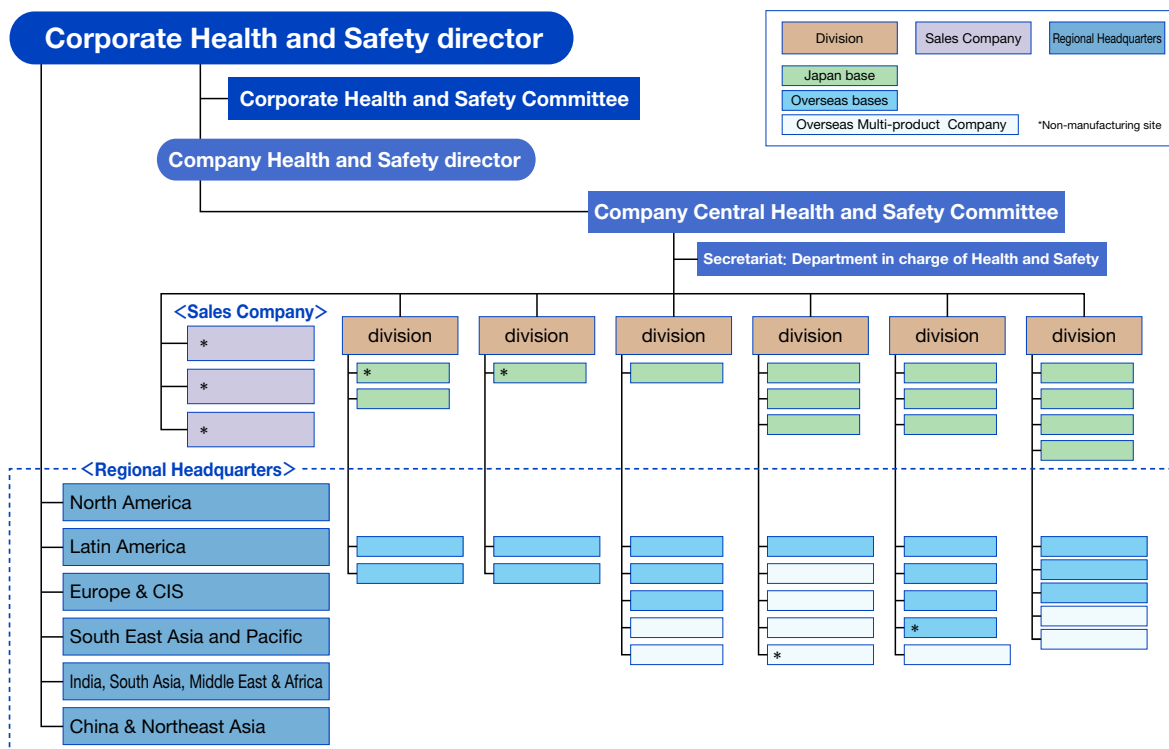 Corporate Health and Safety director
Corporate Health and Safety Committee
Company Health and Safety director
Company Central Health and Safety Committee
Secretariat: Department in charge of Health and Safety
Division
Sales Company
Regional Headquarters
Japan base
Overseas bases
Overseas Multi-product Company
*Non-manufacturing site
<Sales Company>
*
*
*
division
division
division
division
division
division
*
*
<Regional Headquarters>
North America
Latin America
Europe & CIS
South East Asia and Pacific
India, South Asia, Middle East & Africa
China & Northeast Asia
*
*